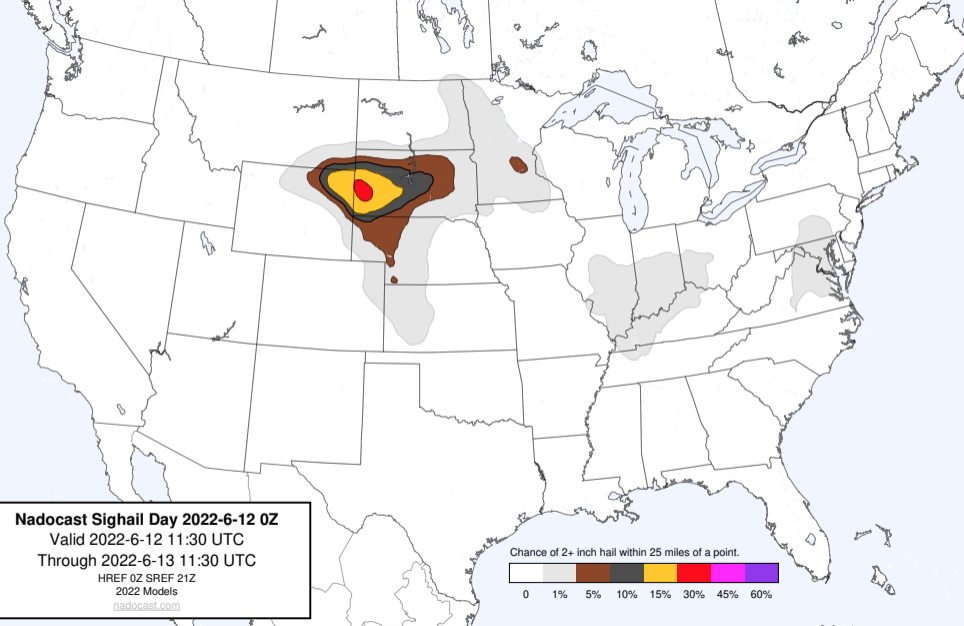 Nadocast Sighail Day 2022-6-12 0Z
Valid 2022-6-12 11:30 UTC
Through 2022-6-13 11:30 UTC
HREF 0Z SREF 21Z
2022 Models
nadocast.com
Chance of 2+ inch hail within 25 miles of a point.
0 1% 5% 10% 15% 30% 45% 60%